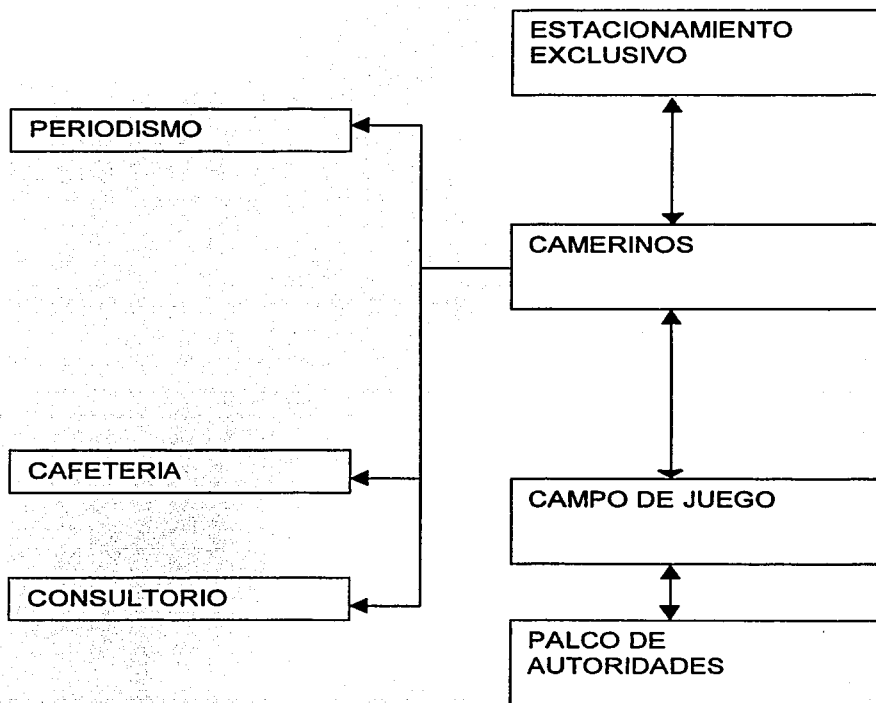 ESTACIONAMIENTO
EXCLUSIVO
PERIODISMO
CAMERINOS
CAFETERIA
CAMPO DE JUEGO
CONSULTORIO
PALCO DE
AUTORIDADES